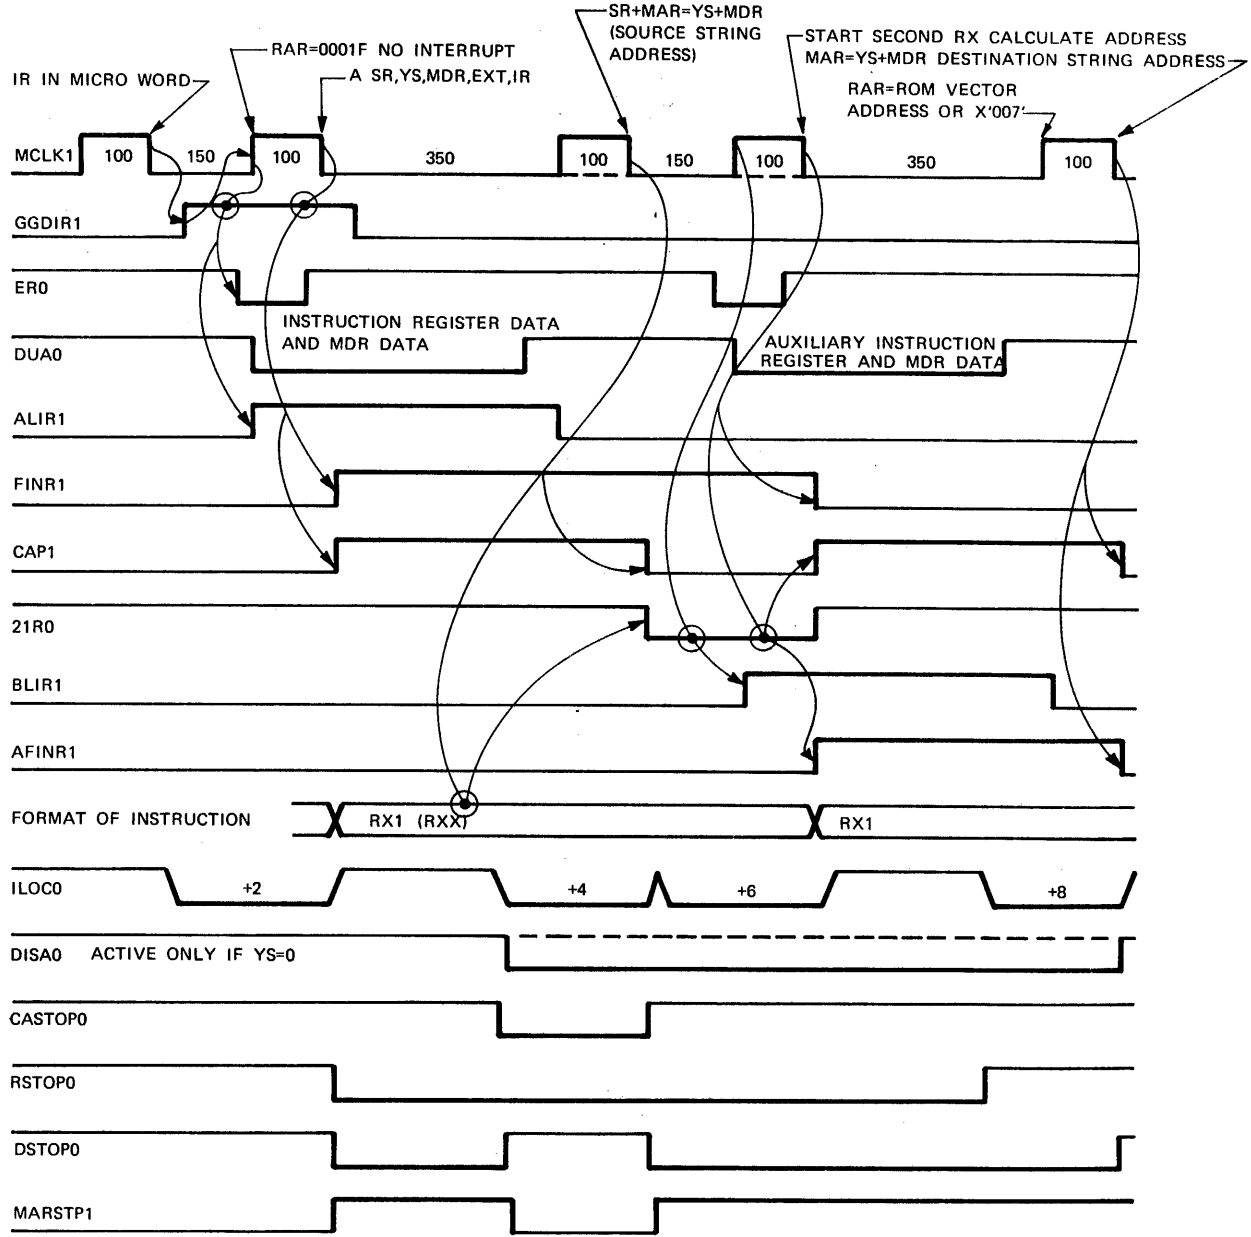 SR+MAR=YS+MDR
(SOURCE STRING
ADDRESS)
START SECOND RX CALCULATE ADDRESS
MAR=YS+MDR DESTINATION STRING ADDRESS
RAR=0001F NO INTERRUPT
A SR,YS,MDR,EXT,IR
IR IN MICRO WORD
RAR=ROM VECTOR
ADDRESS OR X'007'
MCLK1 100 150 100 350 100 150 100 350 100
GGDIR1
ER0
INSTRUCTION REGISTER DATA
AND MDR DATA
DUA0
AUXILIARY INSTRUCTION
REGISTER AND MDR DATA
ALIR1
FINR1
CAP1
21R0
BLIR1
AFINR1
FORMAT OF INSTRUCTION RX1 (RXX) RX1
ILOC0 +2 +4 +6 +8
DISA0 ACTIVE ONLY IF YS=0
CASTOP0
RSTOP0
DSTOP0
MARSTP1